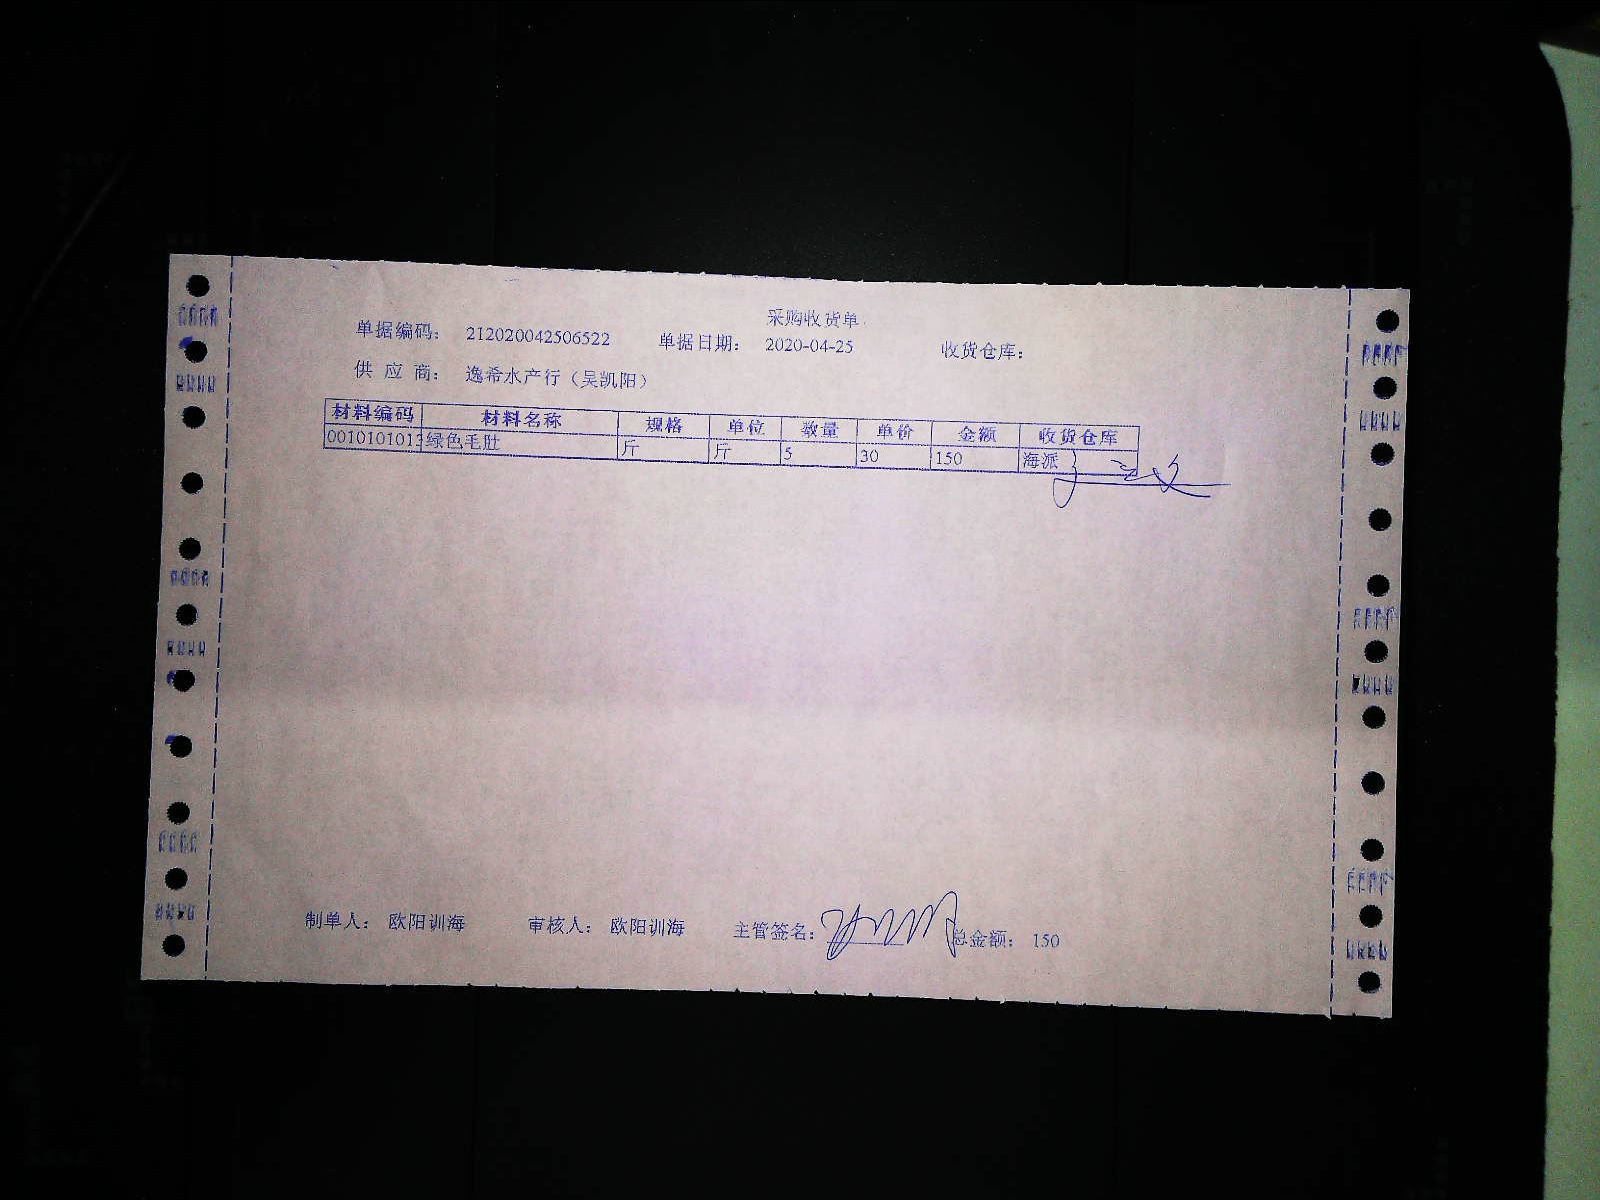 采购收货单
单据编码: 212020042506522 单据日期: 2020-04-25 收货仓库:
供 应 商: 逸希水产行（吴凯阳）
材料编码 材料名称 规格 单位 数量 单价 金额 收货仓库
0010101013 绿色毛肚 斤 斤 5 30 150 海派
制单人: 欧阳训海 审核人: 欧阳训海 主管签名: 总金额: 150